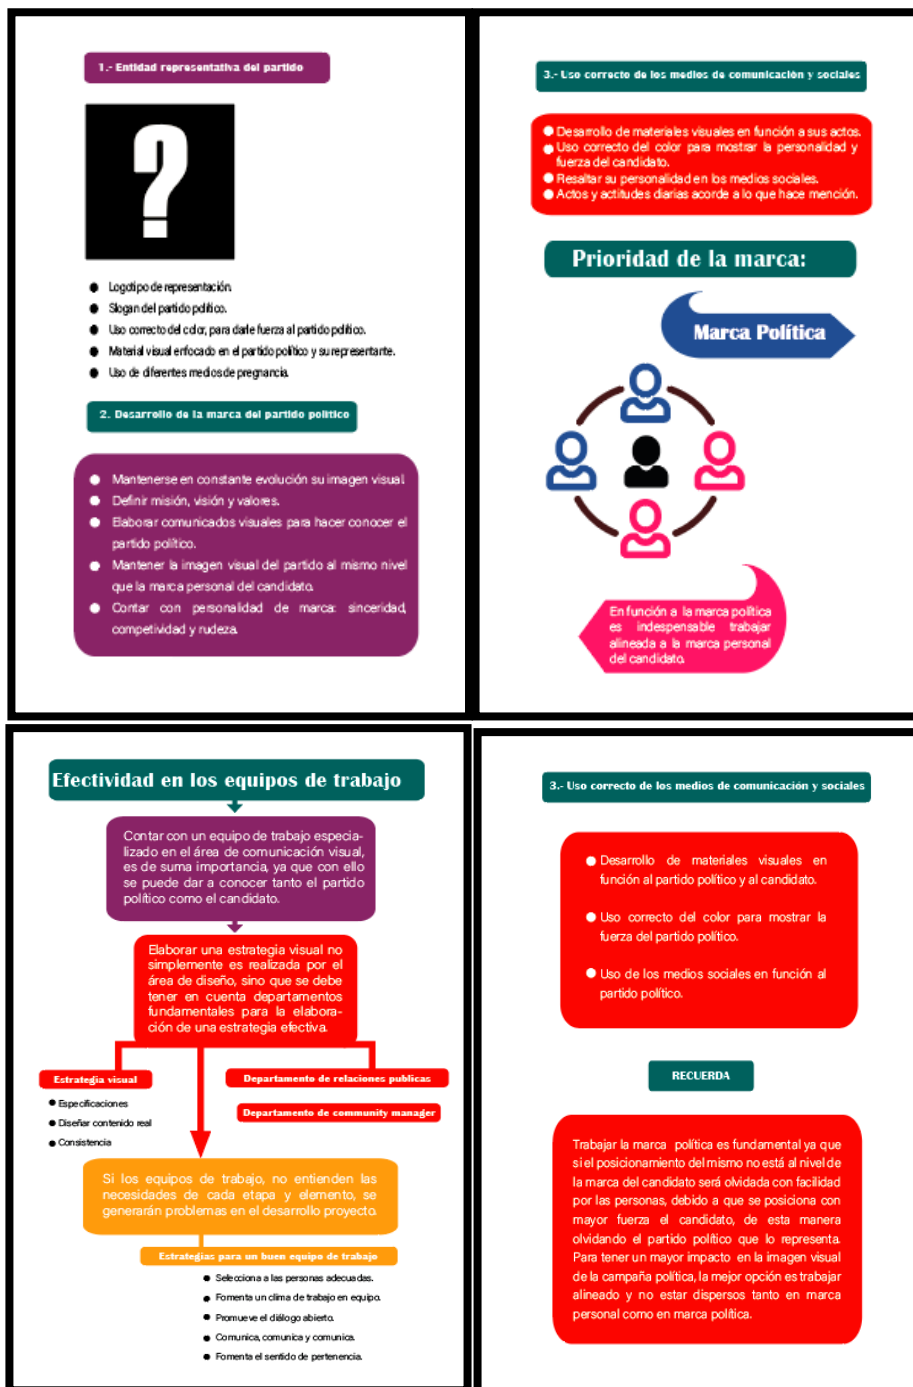 1.- Entidad representativa del partido
?
Logotipo de representación.
Slogan del partido político.
Uso correcto del color, para darle fuerza al partido político.
Material visual enfocado en el partido político y su representante.
Uso de diferentes medios de pregnancia.
2. Desarrollo de la marca del partido político
Mantenerse en constante evolución su imagen visual
Definir misión, visión y valores.
Elaborar comunicados visuales para hacer conocer el
partido político.
Mantener la imagen visual del partido al mismo nivel
que la marca personal del candidato.
Contar con personalidad de marca: sinceridad,
competividad y rudeza.
3.- Uso correcto de los medios de comunicación y sociales
Desarrollo de materiales visuales en función a sus actos.
Uso correcto del color para mostrar la personalidad y
fuerza del candidato.
Resaltar su personalidad en los medios sociales.
Actos y actitudes diarias acorde a lo que hace mención.
Prioridad de la marca:
Marca Política
En función a la marca política
es indespensable trabajar
alineada a la marca personal
del candidato.
Efectividad en los equipos de trabajo
Contar con un equipo de trabajo especia-
lizado en el área de comunicación visual,
es de suma importancia, ya que con ello
se puede dar a conocer tanto el partido
político como el candidato.
Elaborar una estrategia visual no
simplemente es realizada por el
área de diseño, sino que se debe
tener en cuenta departamentos
fundamentales para la elabora-
ción de una estrategia efectiva.
Estrategia visual
Especificaciones
Diseñar contenido real
Consistencia
Departamento de relaciones publicas
Departamento de community manager
Si los equipos de trabajo, no entienden las
necesidades de cada etapa y elemento, se
generarán problemas en el desarrollo proyecto.
Estrategias para un buen equipo de trabajo
Selecciona a las personas adecuadas.
Fomenta un clima de trabajo en equipo.
Promueve el diálogo abierto.
Comunica, comunica y comunica.
Fomenta el sentido de pertenencia.
3.- Uso correcto de los medios de comunicación y sociales
Desarrollo de materiales visuales en
función al partido político y al candidato.
Uso correcto del color para mostrar la
fuerza del partido político.
Uso de los medios sociales en función al
partido político.
RECUERDA
Trabajar la marca política es fundamental ya que
si el posicionamiento del mismo no está al nivel de
la marca del candidato será olvidada con facilidad
por las personas, debido a que se posiciona con
mayor fuerza el candidato, de esta manera
olvidando el partido político que lo representa.
Para tener un mayor impacto en la imagen visual
de la campaña política, la mejor opción es trabajar
alineado y no estar dispersos tanto en marca
personal como en marca política.